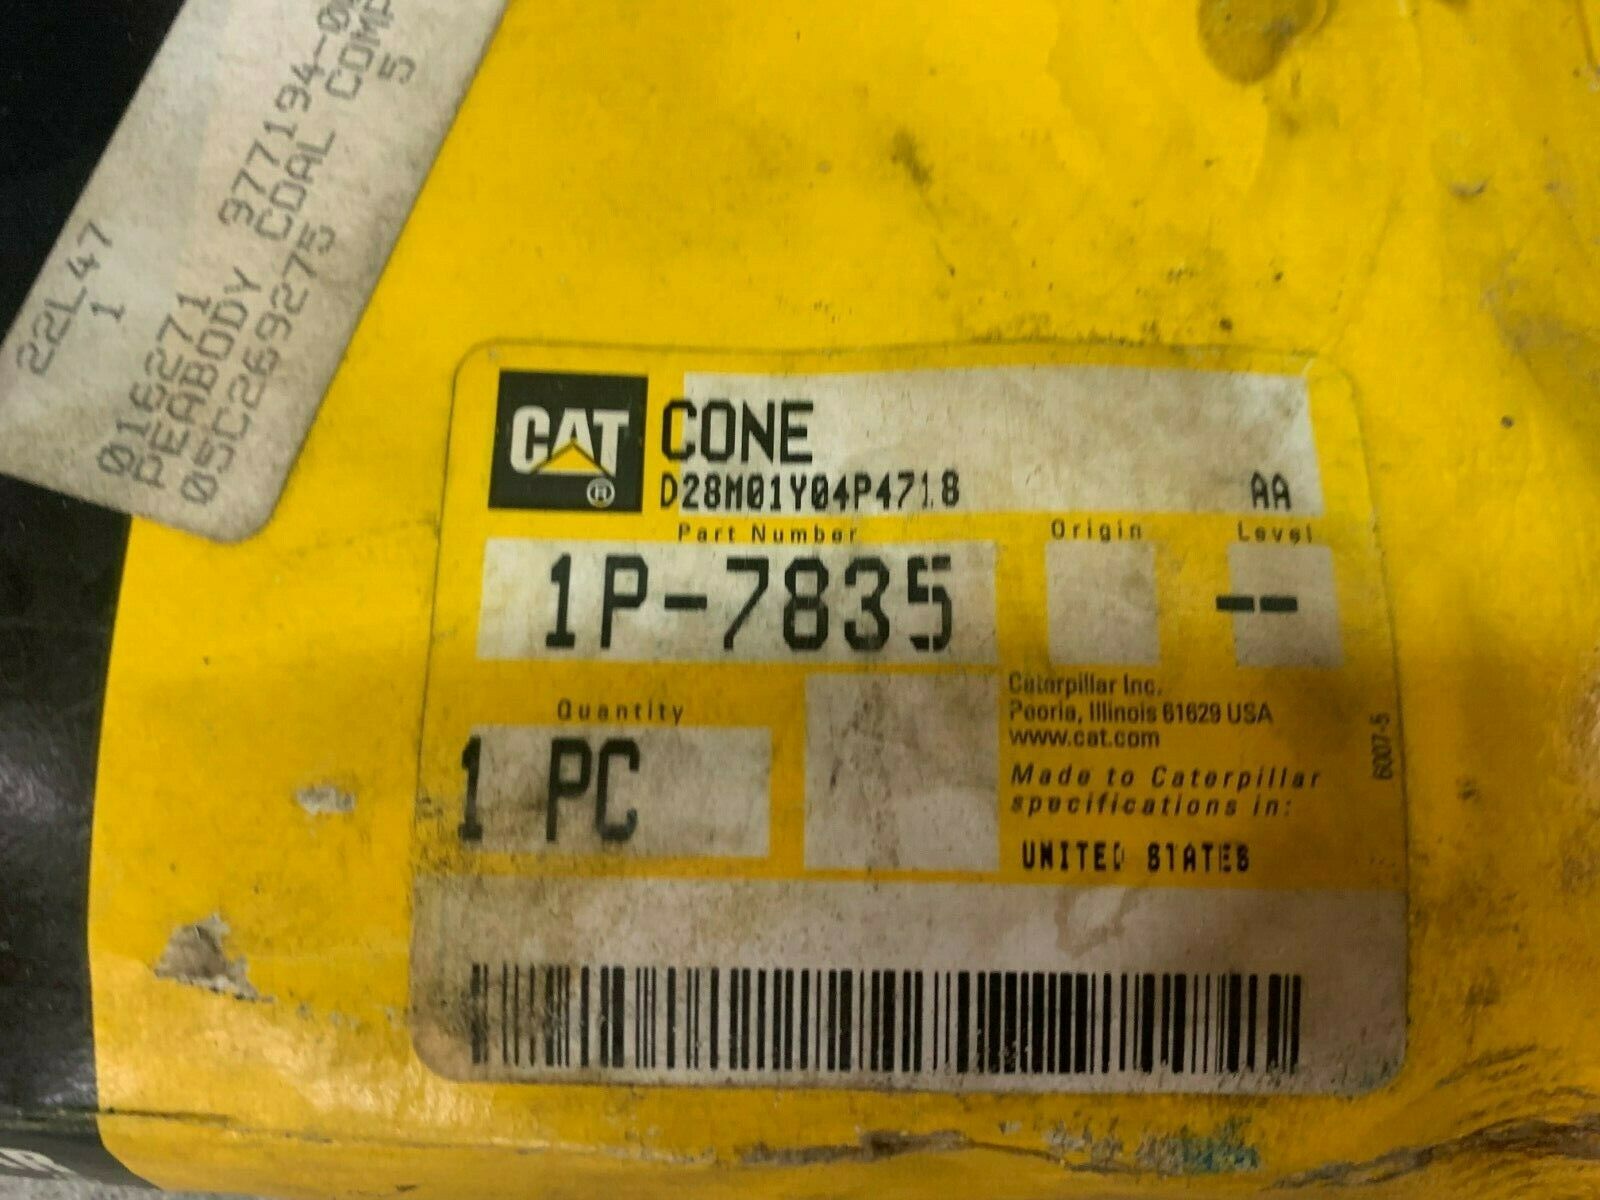 22L47
1
016271 977194-0
PEABODY COAL COMP
05C2692275 5
CAT
®
CONE
D28M01Y04P4718 AA
Part Number Origin Level
1P-7835 --
Quantity
1 PC
Caterpillar Inc.
Peoria, Illinois 61629 USA
www.cat.com
Made to Caterpillar
specifications in:
UNITED STATES
6007-5